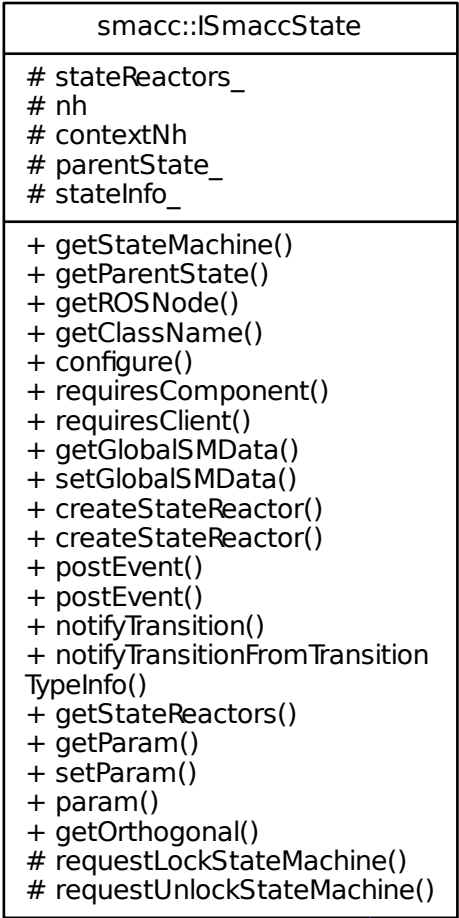 smacc::ISmaccState
# stateReactors_
# nh
# contextNh
# parentState_
# stateInfo_
+ getStateMachine()
+ getParentState()
+ getROSNode()
+ getClassName()
+ configure()
+ requiresComponent()
+ requiresClient()
+ getGlobalSMData()
+ setGlobalSMData()
+ createStateReactor()
+ createStateReactor()
+ postEvent()
+ postEvent()
+ notifyTransition()
+ notifyTransitionFromTransition
TypeInfo()
+ getStateReactors()
+ getParam()
+ setParam()
+ param()
+ getOrthogonal()
# requestLockStateMachine()
# requestUnlockStateMachine()